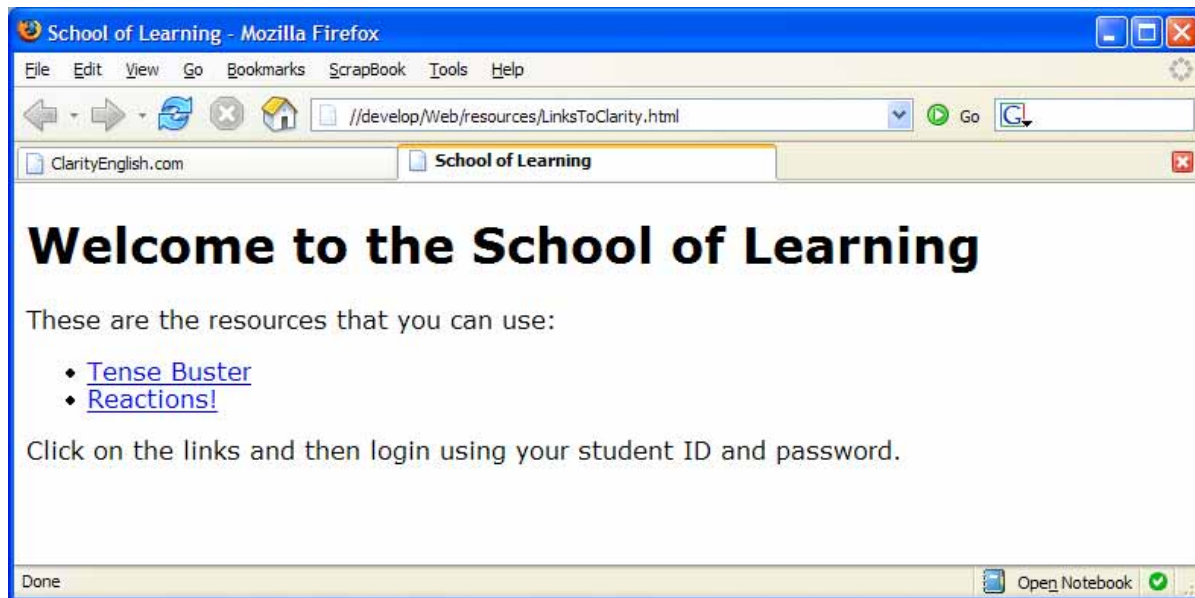 School of Learning - Mozilla Firefox
File Edit View Go Bookmarks ScrapBook Tools Help
//develop/Web/resources/LinksToClarity.html Go G
ClarityEnglish.com School of Learning
Welcome to the School of Learning
These are the resources that you can use:
• Tense Buster
• Reactions!
Click on the links and then login using your student ID and password.
Done Open Notebook